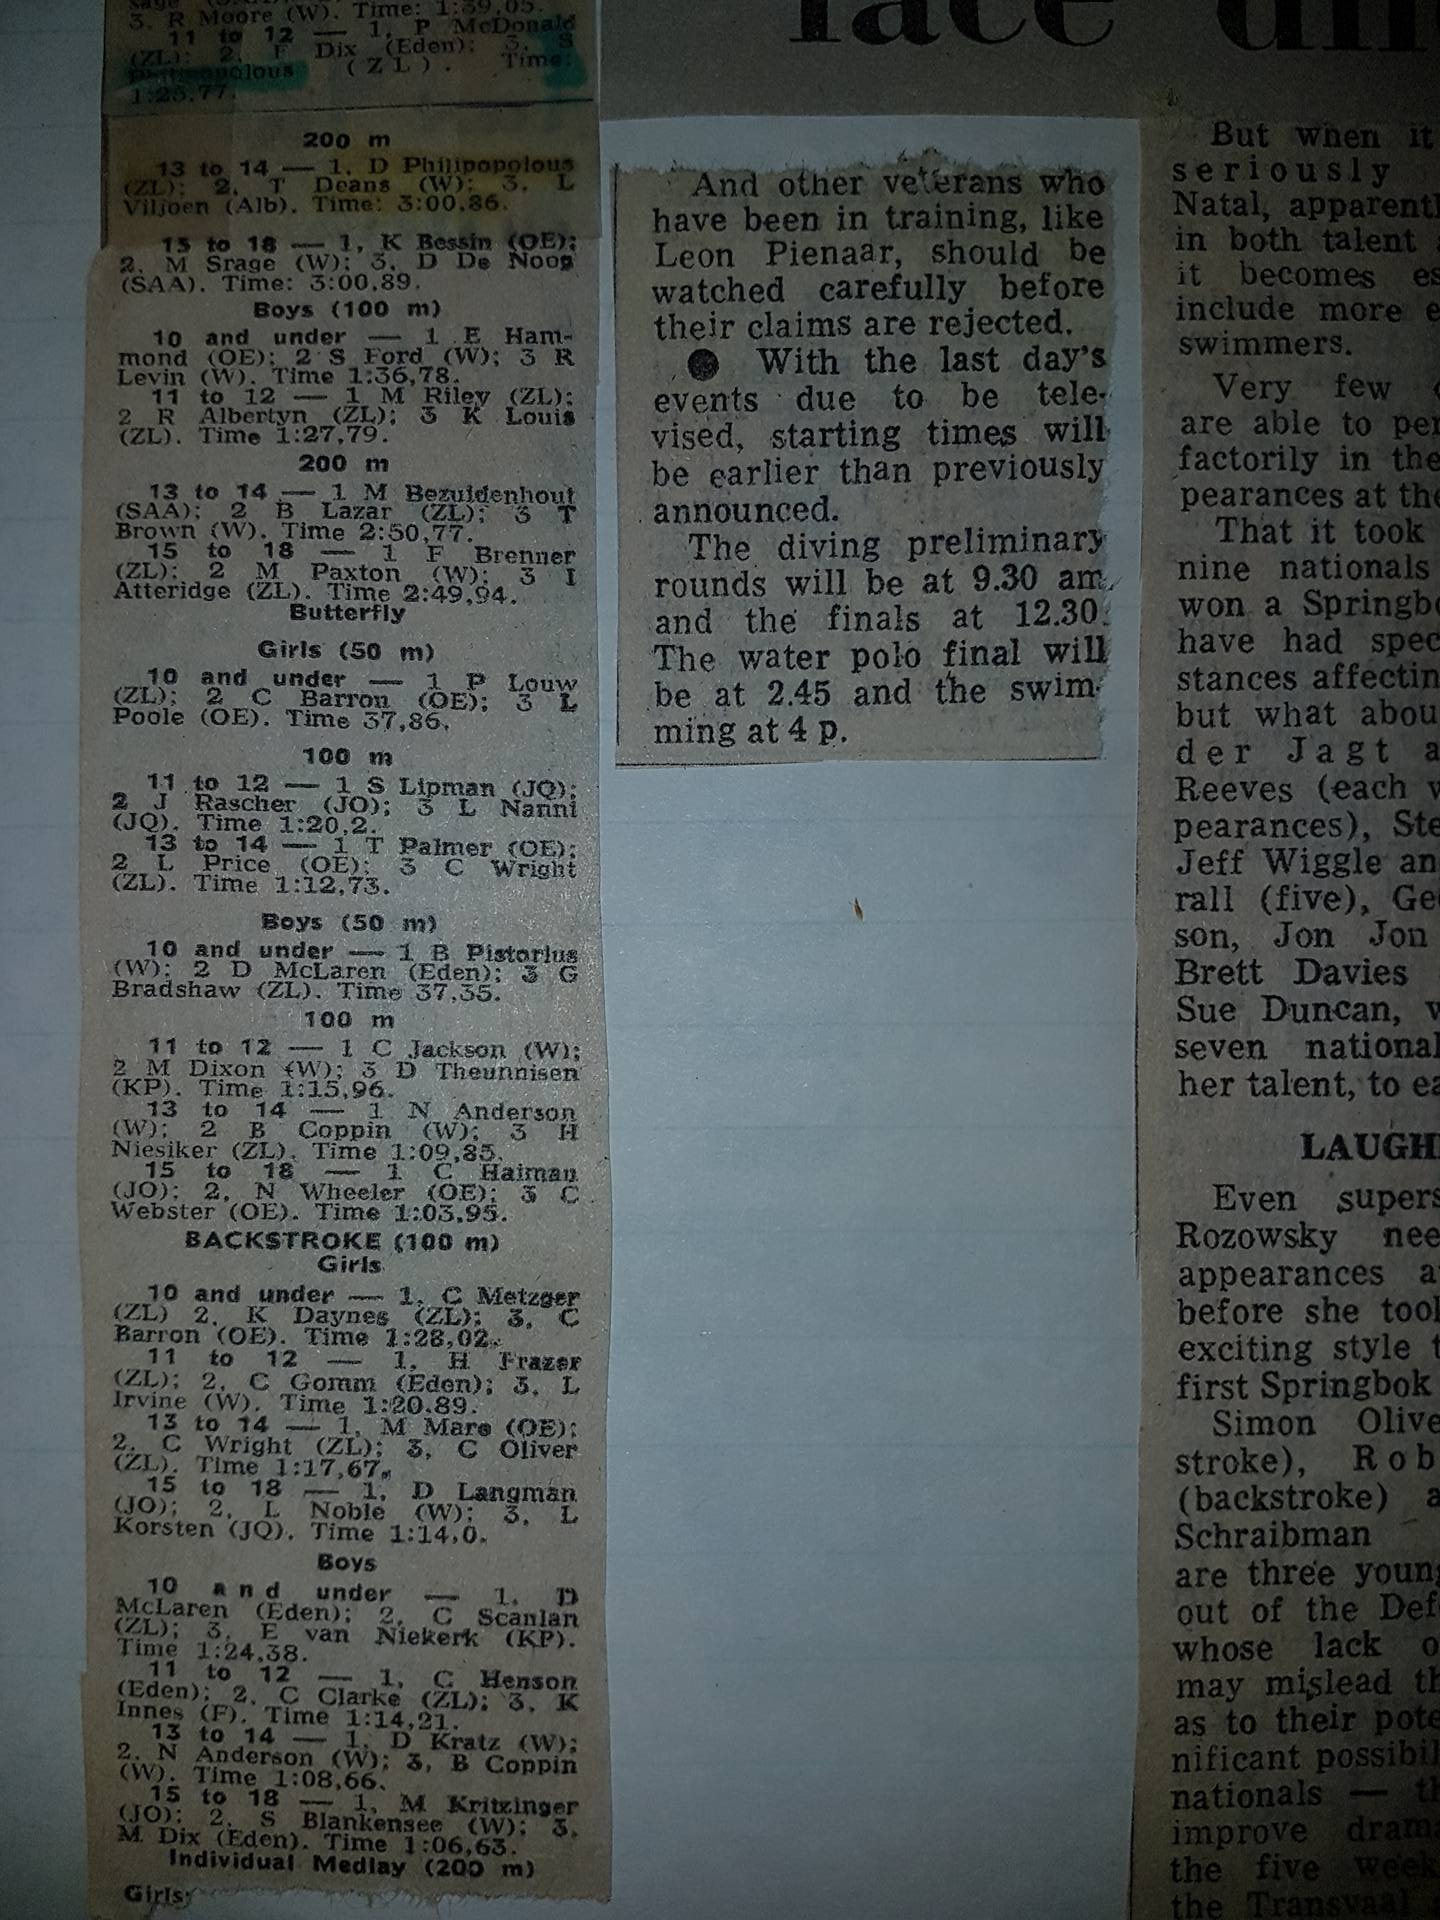 3. R Moore (W). Time: 1:39,05.
11 to 12 — 1, P McDonald
(ZL); 2, F Dix (Eden); 3, S
(ZL). Time:
1:25,77.
200 m
13 to 14 — 1, D Philipopolous
(ZL); 2, T Deans (W); 3, L
Viljoen (Alb). Time: 3:00,86.
15 to 18 — 1, K Bessin (OE);
2, M Srage (W); 3, D De Noog
(SAA). Time: 3:00,89.
Boys (100 m)
10 and under — 1 E Ham-
mond (OE); 2 S Ford (W); 3 R
Levin (W). Time 1:36,78.
11 to 12 — 1 M Riley (ZL);
2 R Albertyn (ZL); 3 K Louis
(ZL). Time 1:27,79.
200 m
13 to 14 — 1 M Bezuidenhout
(SAA); 2 B Lazar (ZL); 3 T
Brown (W). Time 2:50,77.
15 to 18 — 1 F Brenner
(ZL); 2 M Paxton (W); 3 I
Atteridge (ZL). Time 2:49,94.
Butterfly
Girls (50 m)
10 and under — 1 P Louw
(ZL); 2 C Barron (OE); 3 L
Poole (OE). Time 37,86.
100 m
11 to 12 — 1 S Lipman (JQ);
2 J Rascher (JO); 3 L Nanni
(JQ). Time 1:20,2.
13 to 14 — 1 T Palmer (OE);
2 L Price (OE); 3 C Wright
(ZL). Time 1:12,73.
Boys (50 m)
10 and under — 1 B Pistorius
(W); 2 D McLaren (Eden); 3 G
Bradshaw (ZL). Time 37,35.
100 m
11 to 12 — 1 C Jackson (W);
2 M Dixon (W); 3 D Theunnisen
(KP). Time 1:15,96.
13 to 14 — 1 N Anderson
(W); 2 B Coppin (W); 3 H
Niesiker (ZL). Time 1:09,85.
15 to 18 — 1 C Haiman
(JO); 2, N Wheeler (OE); 3 C
Webster (OE). Time 1:03,95.
BACKSTROKE (100 m)
Girls
10 and under — 1, C Metzger
(ZL) 2, K Daynes (ZL); 3, C
Barron (OE). Time 1:28,02.
11 to 12 — 1, H Frazer
(ZL); 2, C Gomm (Eden); 3, L
Irvine (W). Time 1:20,89.
13 to 14 — 1, M Mare (OE);
2, C Wright (ZL); 3, C Oliver
(ZL). Time 1:17,67.
15 to 18 — 1, D Langman
(JO); 2, L Noble (W); 3, L
Korsten (JQ). Time 1:14,0.
Boys
10 and under — 1, D
McLaren (Eden); 2, C Scanlan
(ZL); 3, E van Niekerk (KP).
Time 1:24,38.
11 to 12 — 1, C Henson
(Eden); 2, C Clarke (ZL); 3, K
Innes (F). Time 1:14,21.
13 to 14 — 1, D Kratz (W);
2, N Anderson (W); 3, B Coppin
(W). Time 1:08,66.
15 to 18 — 1, M Kritzinger
(JO); 2, S Blankensee (W); 3,
M Dix (Eden). Time 1:06,63.
Individual Medlay (200 m)
Girls
And other veterans who
have been in training, like
Leon Pienaar, should be
watched carefully before
their claims are rejected.
● With the last day's
events due to be tele-
vised, starting times will
be earlier than previously
announced.
The diving preliminary
rounds will be at 9.30 am
and the finals at 12.30.
The water polo final will
be at 2.45 and the swim-
ming at 4 p.
But when it
seriously
Natal, apparentl
in both talent
it becomes es
include more e
swimmers.
Very few
are able to per
factorily in the
pearances at the
That it took
nine nationals
won a Springbo
have had spec
stances affectin
but what abou
der Jagt a
Reeves (each
pearances), Ste
Jeff Wiggle an
rall (five), Ge
son, Jon Jon
Brett Davies
Sue Duncan, w
seven national
her talent, to ea
LAUGH
Even supers
Rozowsky nee
appearances a
before she took
exciting style t
first Springbok
Simon Olive
stroke), Rob
(backstroke) a
Schraibman
are three young
out of the Def
whose lack o
may mislead th
as to their pote
nificant possibil
nationals — th
improve drama
the five week
the Transvaal